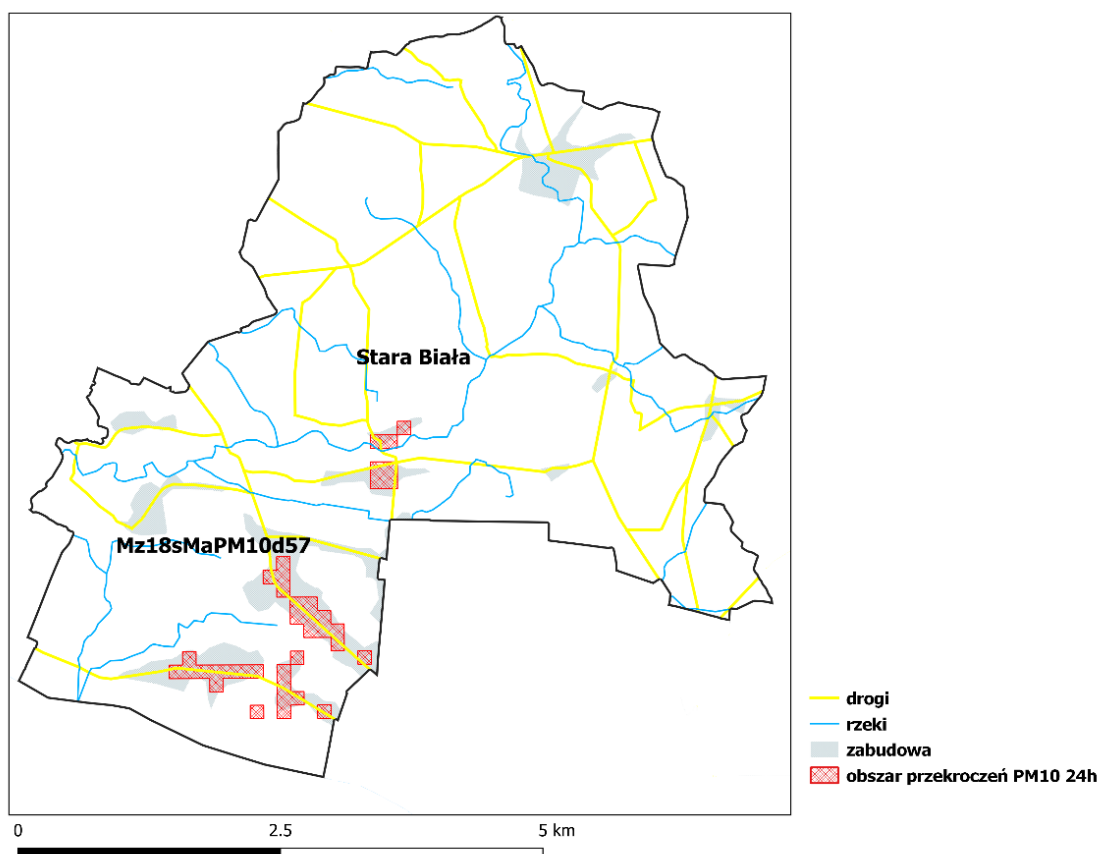 Stara Biała
Mz18sMaPM10d57
drogi
rzeki
zabudowa
obszar przekroczeń PM10 24h
0 2.5 5 km